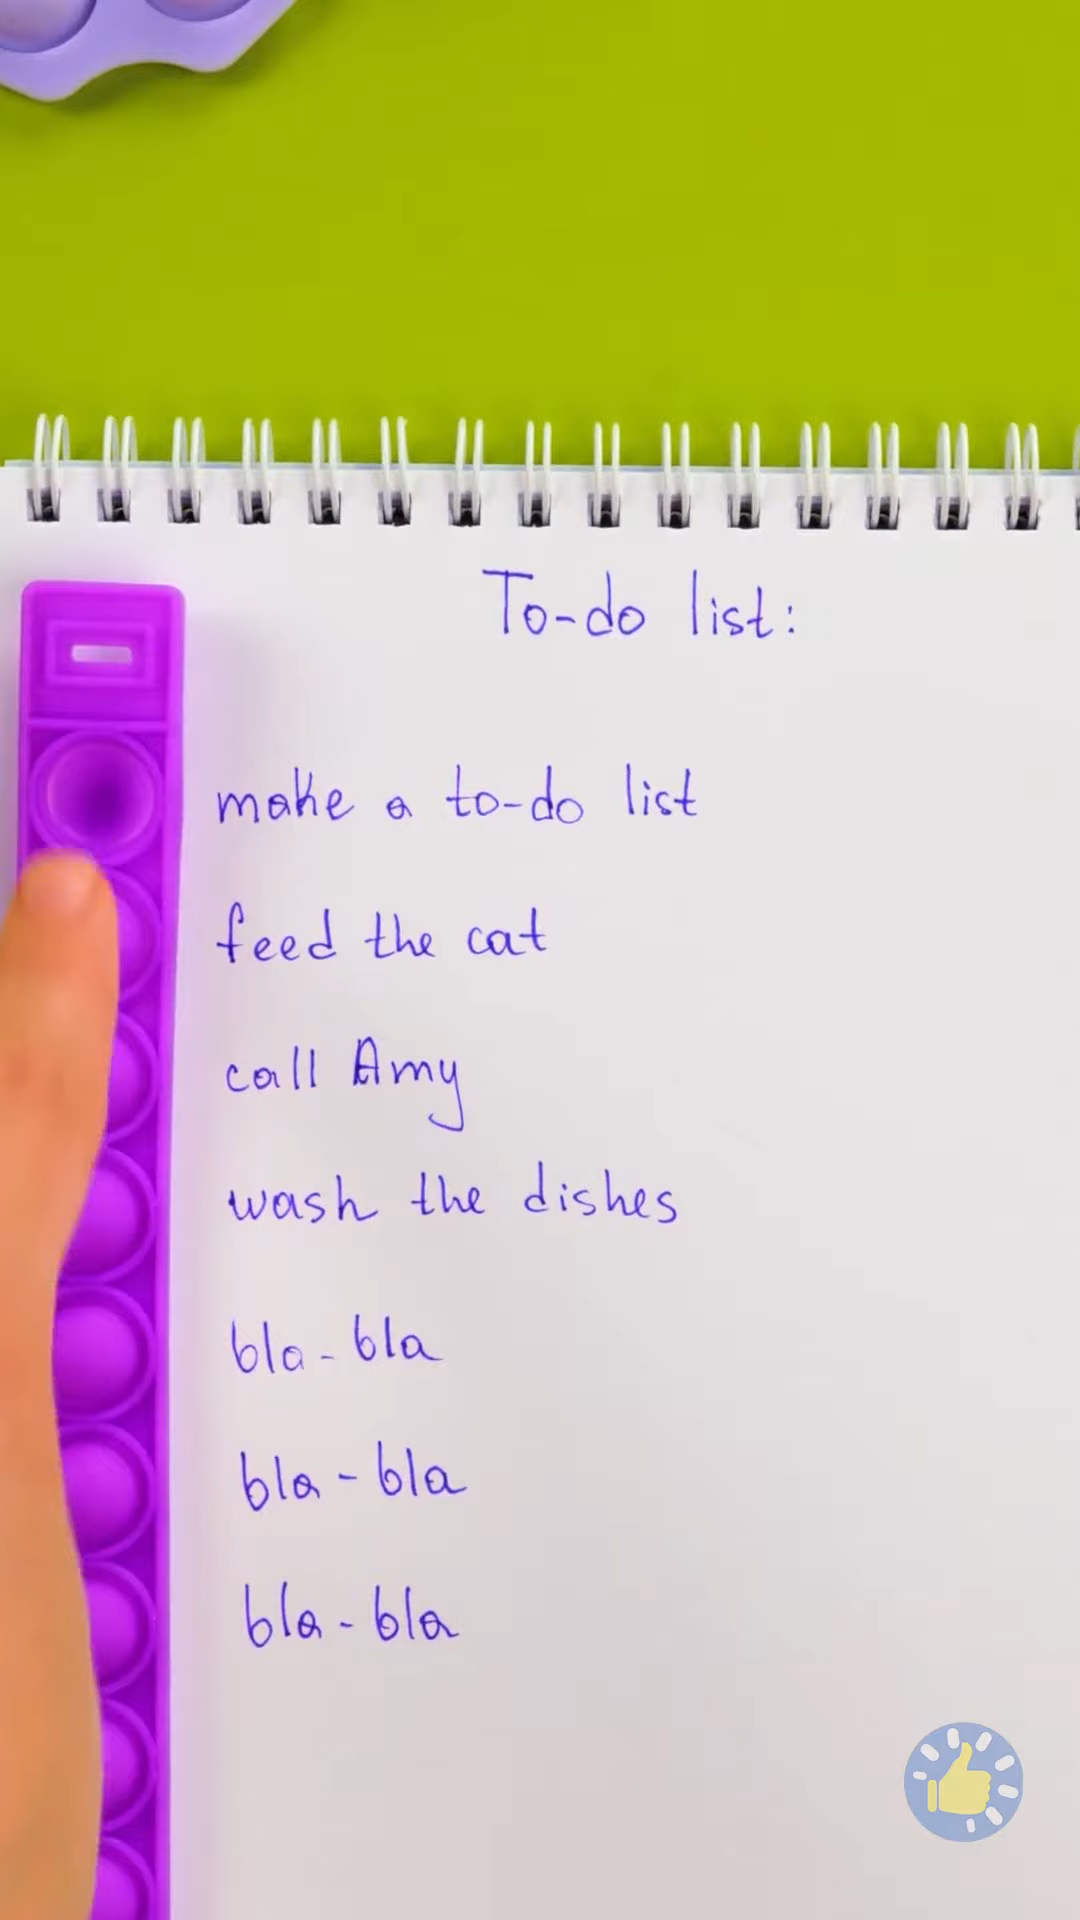 To-do list:
make a to-do list
feed the cat
call Amy
wash the dishes
bla-bla
bla-bla
bla-bla